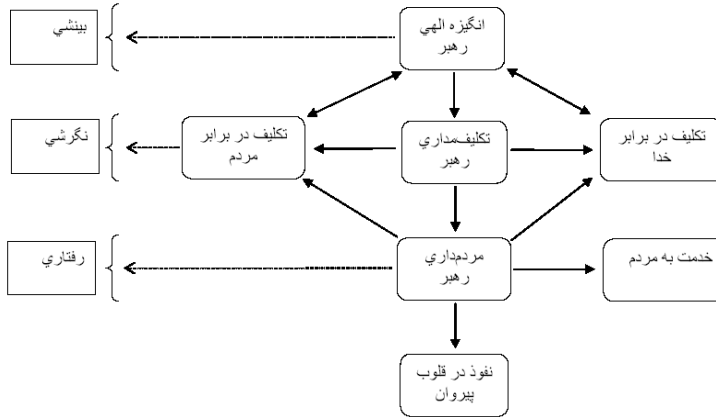 انگيزه الهي
رهبر
بينشي
تكليف در برابر
خدا
تكليف‌مداري
رهبر
تكليف در برابر
مردم
نگرشي
خدمت به مردم
مردم‌داري
رهبر
رفتاري
نفوذ در قلوب
پيروان